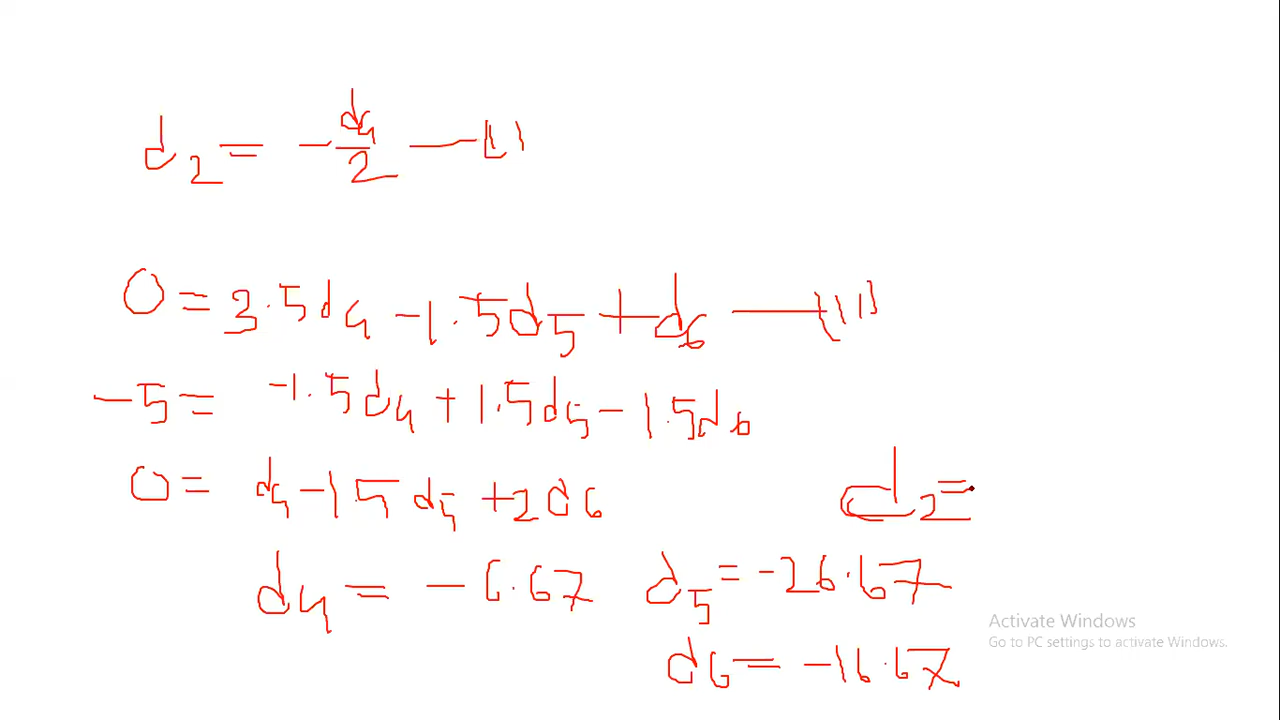 d2 = - d4/2 — (1)
0 = 3.5d4 - 1.5d5 + d6 — (11)
-5 = -1.5d4 + 1.5d5 - 1.5d6
0 = d4 - 1.5d5 + 2d6
d2 =
d4 = -6.67 d5 = -26.67
d6 = -16.67
Activate Windows
Go to PC settings to activate Windows.